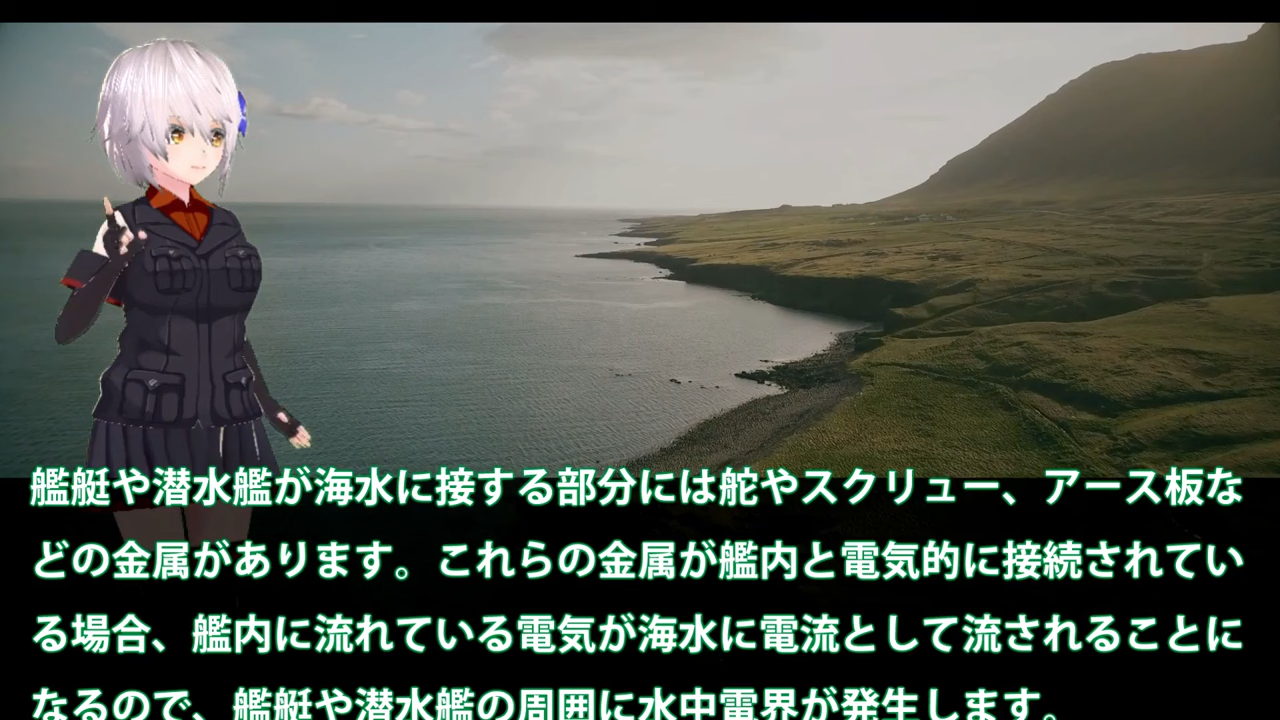 艦艇や潜水艦が海水に接する部分には舵やスクリュー、アース板な
どの金属があります。これらの金属が艦内と電気的に接続されてい
る場合、艦内に流れている電気が海水に電流として流されることに
なるので、艦艇や潜水艦の周囲に水中電界が発生します。